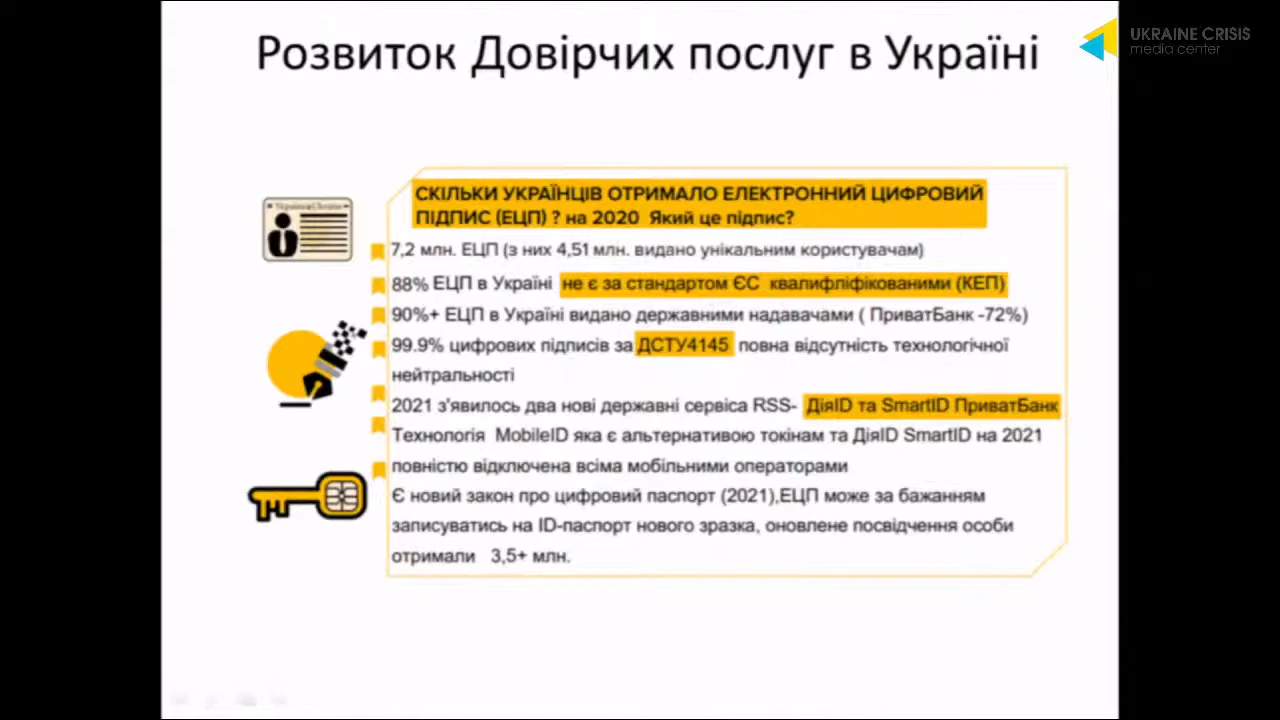 Розвиток Довірчих послуг в Україні
UKRAINE CRISIS
media center
СКІЛЬКИ УКРАЇНЦІВ ОТРИМАЛО ЕЛЕКТРОННИЙ ЦИФРОВИЙ
ПІДПИС (ЕЦП) ? на 2020 Який це підпис?
7,2 млн. ЕЦП (з них 4,51 млн. видано унікальним користувачам)
88% ЕЦП в Україні не є за стандартом ЄС квалифліфікованими (КЕП)
90%+ ЕЦП в Україні видано державними надавачами ( ПриватБанк -72%)
99.9% цифрових підписів за ДСТУ4145 повна відсутність технологічної
нейтральності
2021 з'явилось два нові державні сервіса RSS- ДіяID та SmartID ПриватБанк
Технологія MobileID яка є альтернативою токінам та ДіяID SmartID на 2021
повністю відключена всіма мобільними операторами
Є новий закон про цифровий паспорт (2021),ЕЦП може за бажанням
записуватись на ID-паспорт нового зразка, оновлене посвідчення особи
отримали 3,5+ млн.